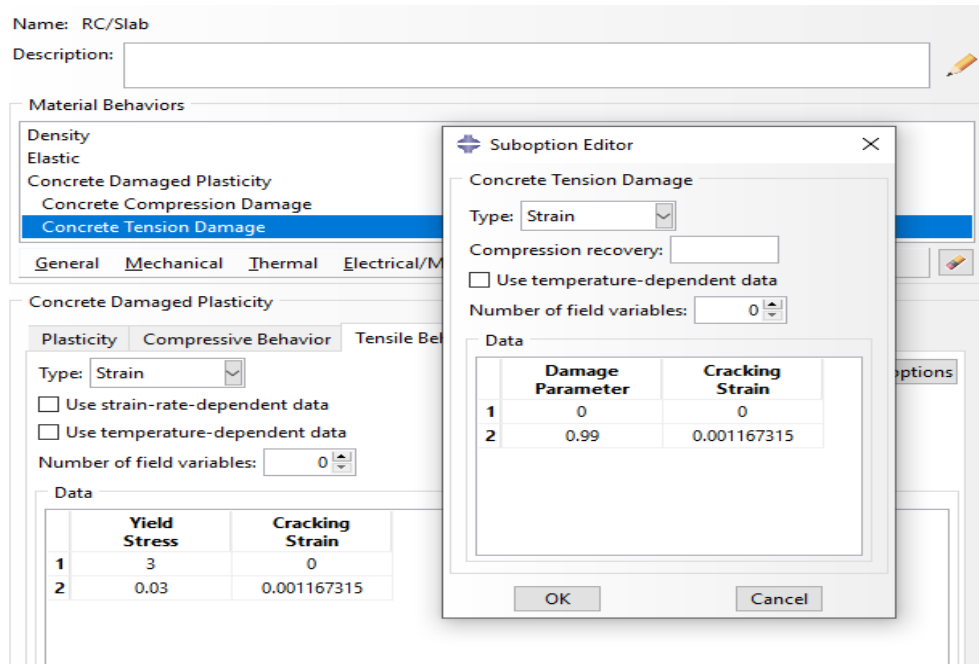 Name: RC/Slab
Description:
Material Behaviors
Density
Elastic
Concrete Damaged Plasticity
Concrete Compression Damage
Concrete Tension Damage
General Mechanical Thermal Electrical/M
Concrete Damaged Plasticity
Plasticity Compressive Behavior Tensile Beh
Type: Strain
ptions
Use strain-rate-dependent data
Use temperature-dependent data
Number of field variables: 0
Data
Yield Stress Cracking Strain
1 3 0
2 0.03 0.001167315
Suboption Editor
Concrete Tension Damage
Type: Strain
Compression recovery:
Use temperature-dependent data
Number of field variables: 0
Data
Damage Parameter Cracking Strain
1 0 0
2 0.99 0.001167315
OK Cancel